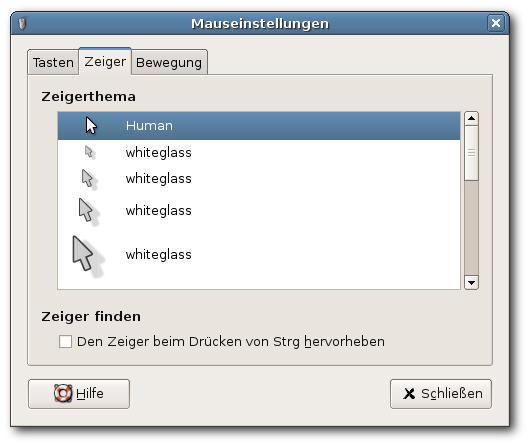 Mauseinstellungen
Tasten Zeiger Bewegung
Zeigerthema
Human
whiteglass
whiteglass
whiteglass
whiteglass
Zeiger finden
Den Zeiger beim Drücken von Strg hervorheben
Hilfe Schließen